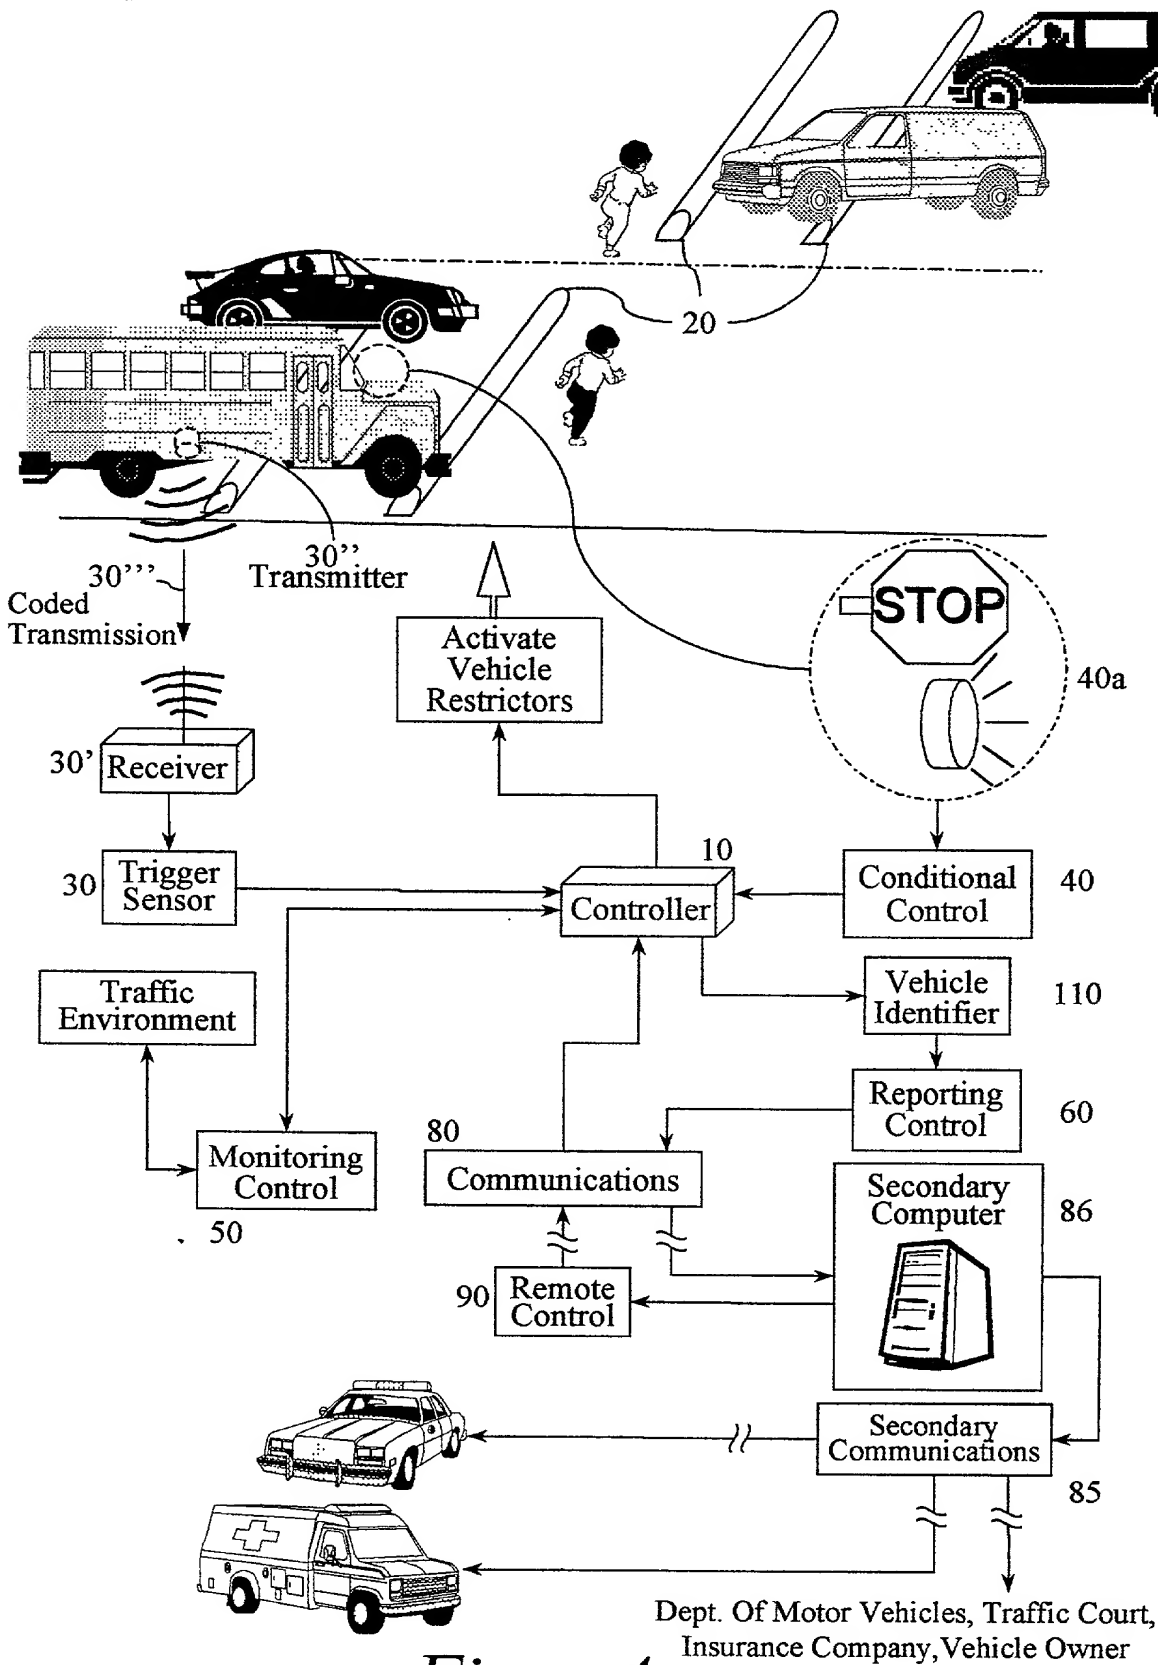 20
30''
Transmitter
30'''
Coded
Transmission
STOP
40a
Activate
Vehicle
Restrictors
30'
Receiver
10
30
Trigger
Sensor
Controller
Conditional
Control
40
Traffic
Environment
Vehicle
Identifier
110
Reporting
Control
60
80
Monitoring
Control
50
Communications
Secondary
Computer
86
90
Remote
Control
Secondary
Communications
85
Dept. Of Motor Vehicles, Traffic Court,
Insurance Company, Vehicle Owner